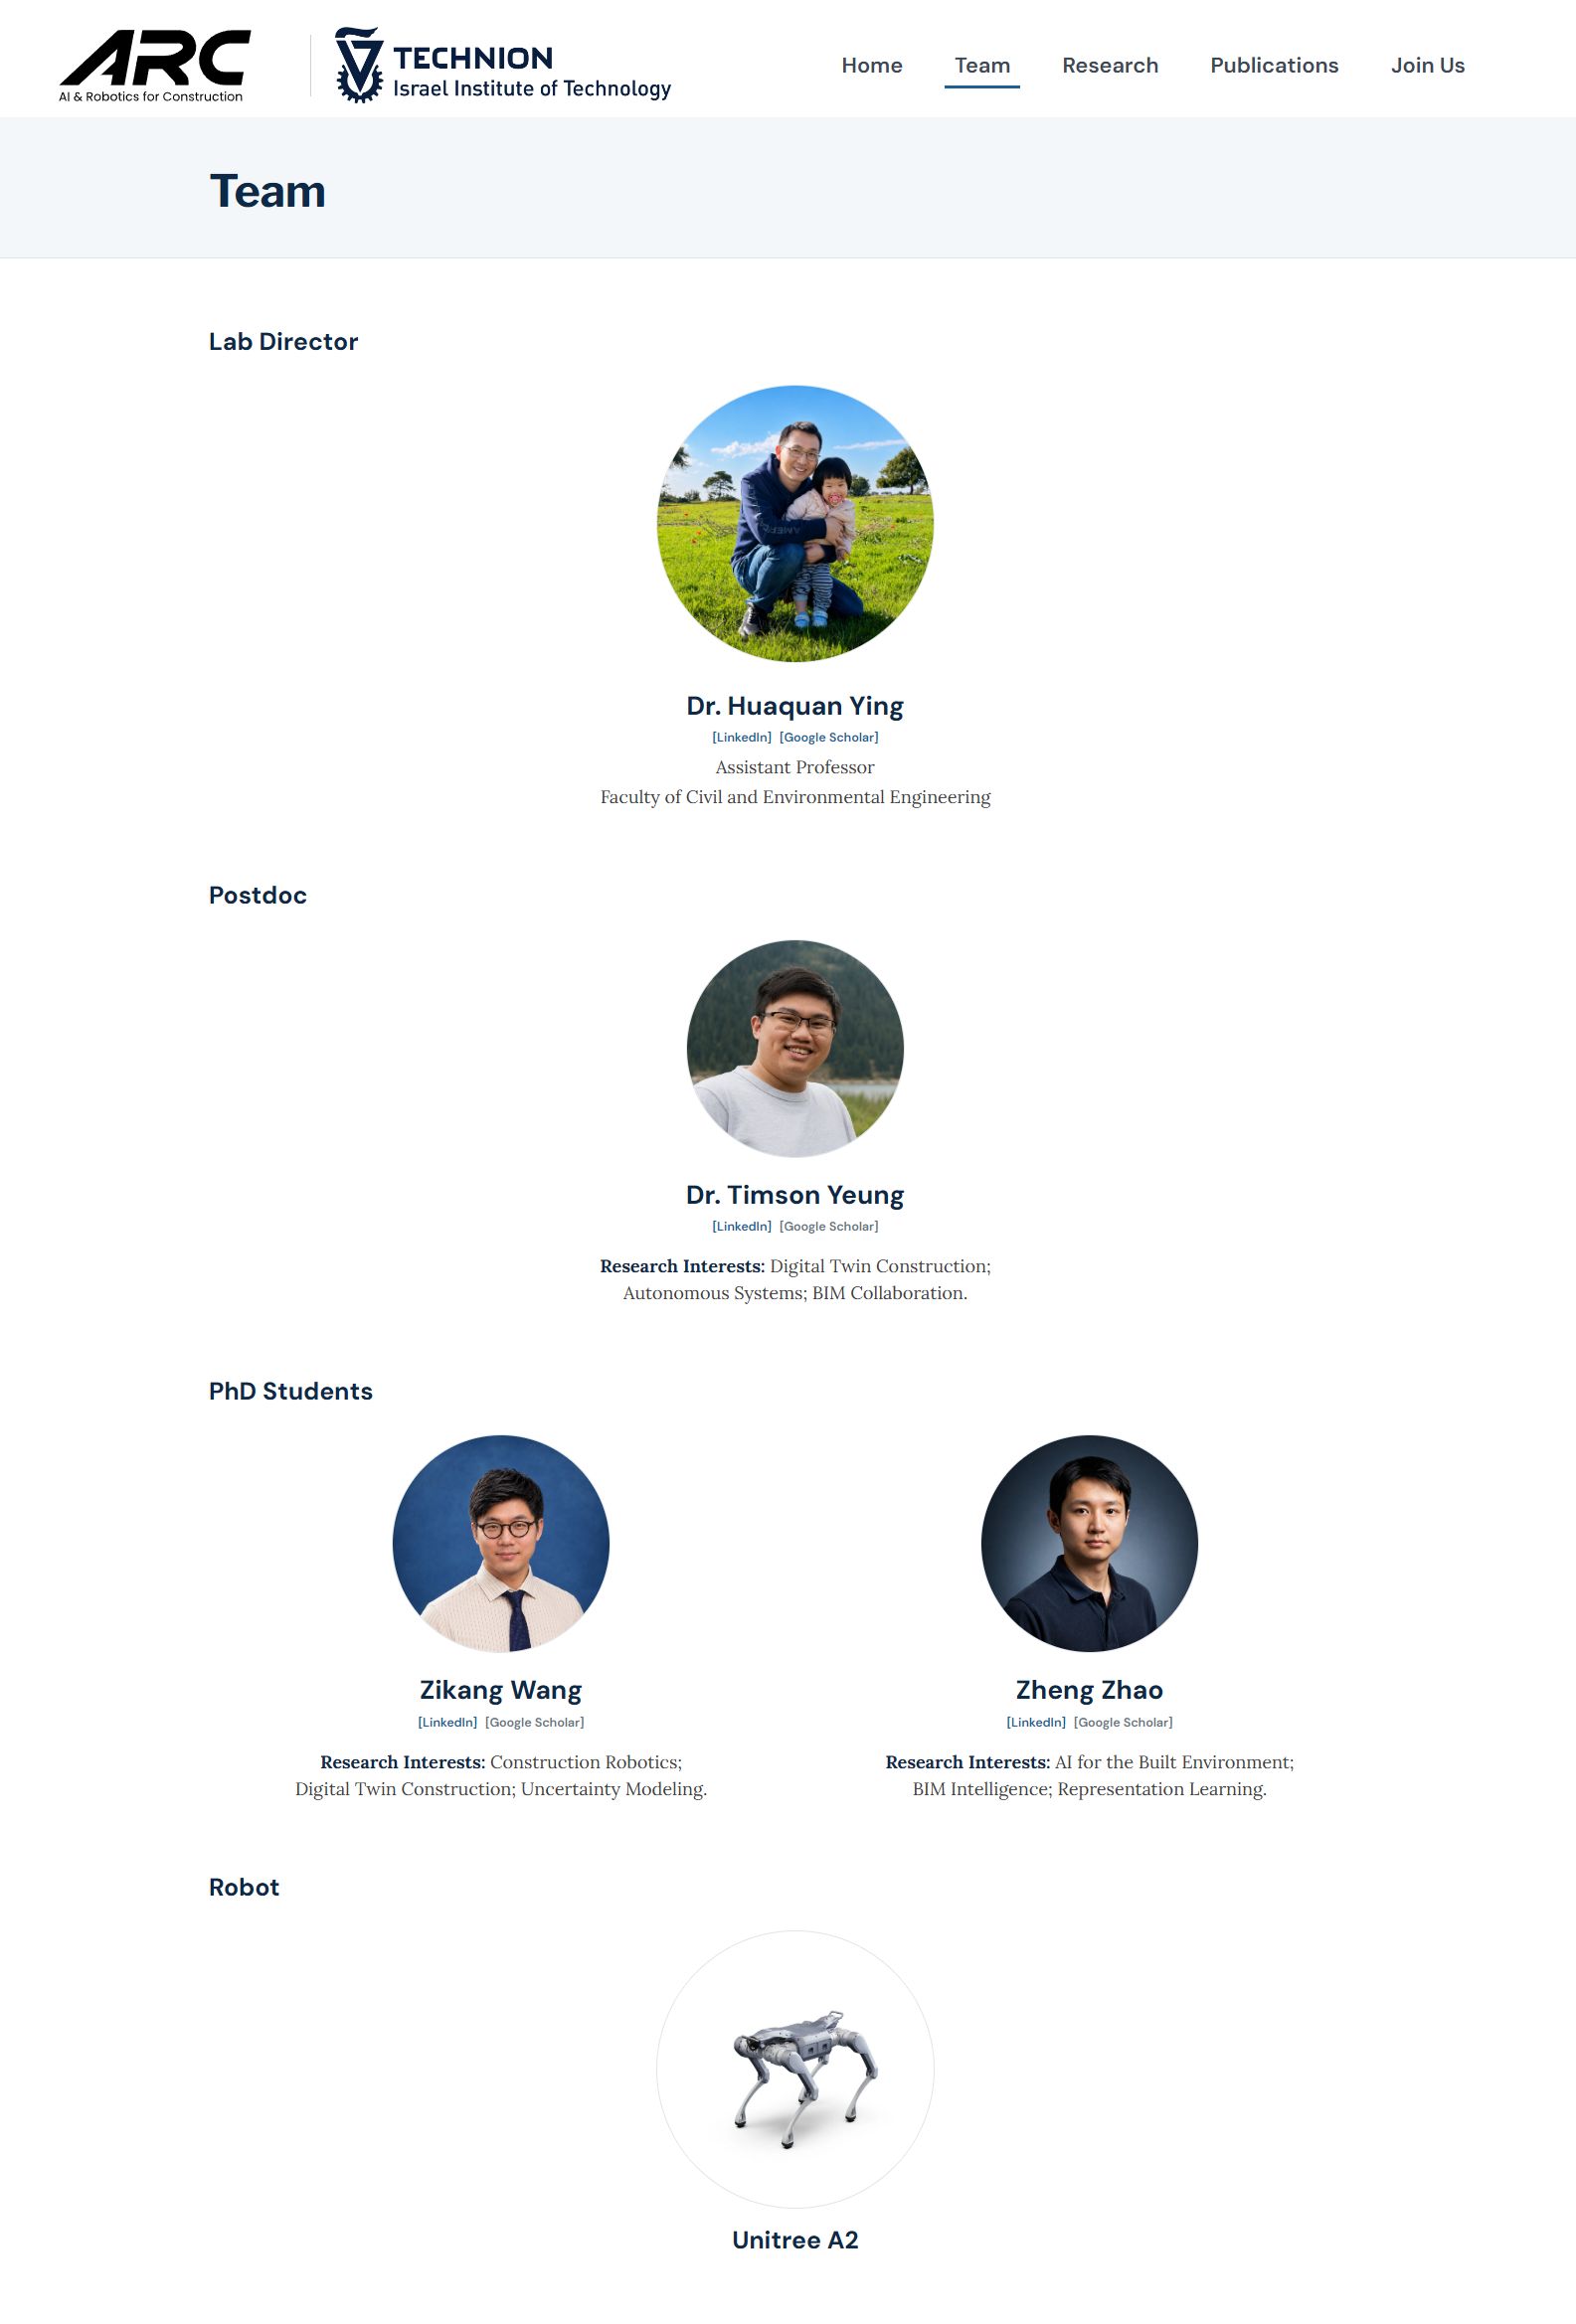 ARC
AI & Robotics for Construction
TECHNION
Israel Institute of Technology
Home
Team
Research
Publications
Join Us
Team
Lab Director
Dr. Huaquan Ying
[LinkedIn] [Google Scholar]
Assistant Professor
Faculty of Civil and Environmental Engineering
Postdoc
Dr. Timson Yeung
[LinkedIn] [Google Scholar]
Research Interests: Digital Twin Construction;
Autonomous Systems; BIM Collaboration.
PhD Students
Zikang Wang
[LinkedIn] [Google Scholar]
Research Interests: Construction Robotics;
Digital Twin Construction; Uncertainty Modeling.
Zheng Zhao
[LinkedIn] [Google Scholar]
Research Interests: AI for the Built Environment;
BIM Intelligence; Representation Learning.
Robot
Unitree A2